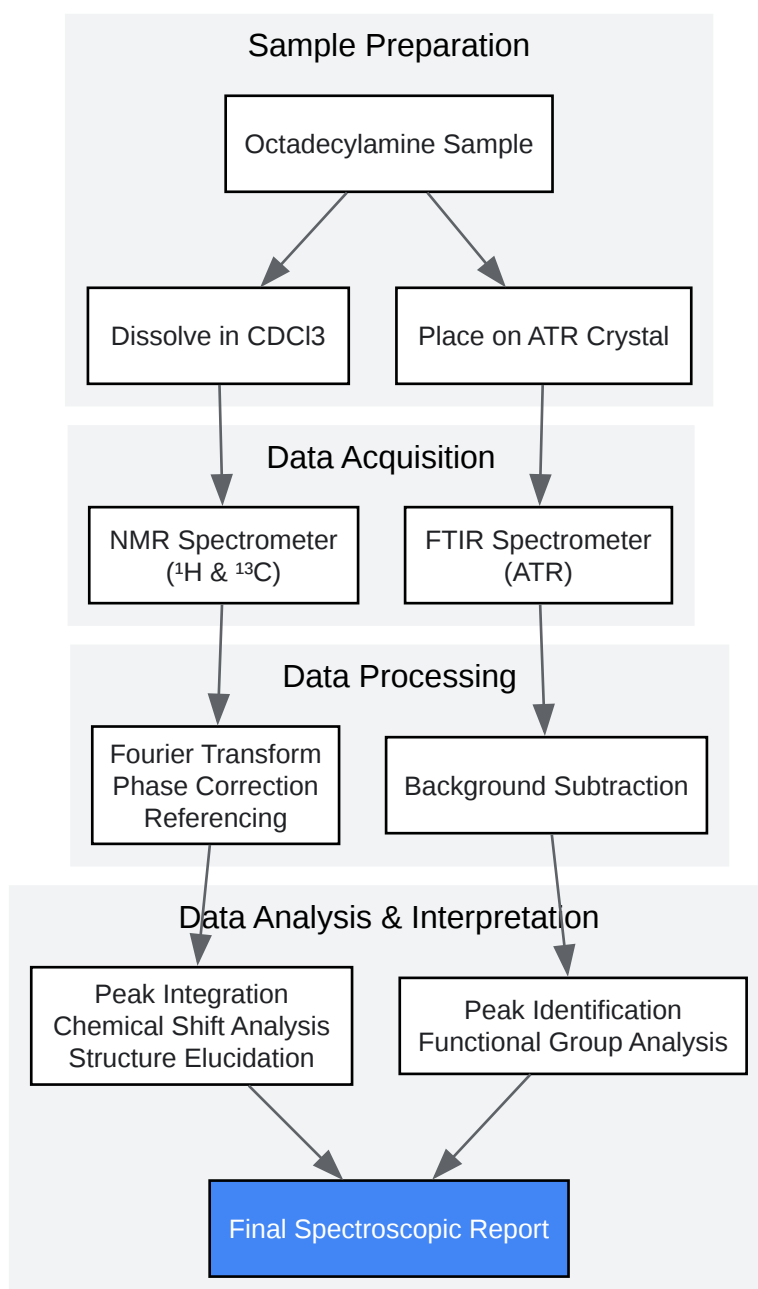 Sample Preparation
Octadecylamine Sample
Dissolve in CDCl3
Place on ATR Crystal
Data Acquisition
NMR Spectrometer
(¹H & ¹³C)
FTIR Spectrometer
(ATR)
Data Processing
Fourier Transform
Phase Correction
Referencing
Background Subtraction
Data Analysis & Interpretation
Peak Integration
Chemical Shift Analysis
Structure Elucidation
Peak Identification
Functional Group Analysis
Final Spectroscopic Report